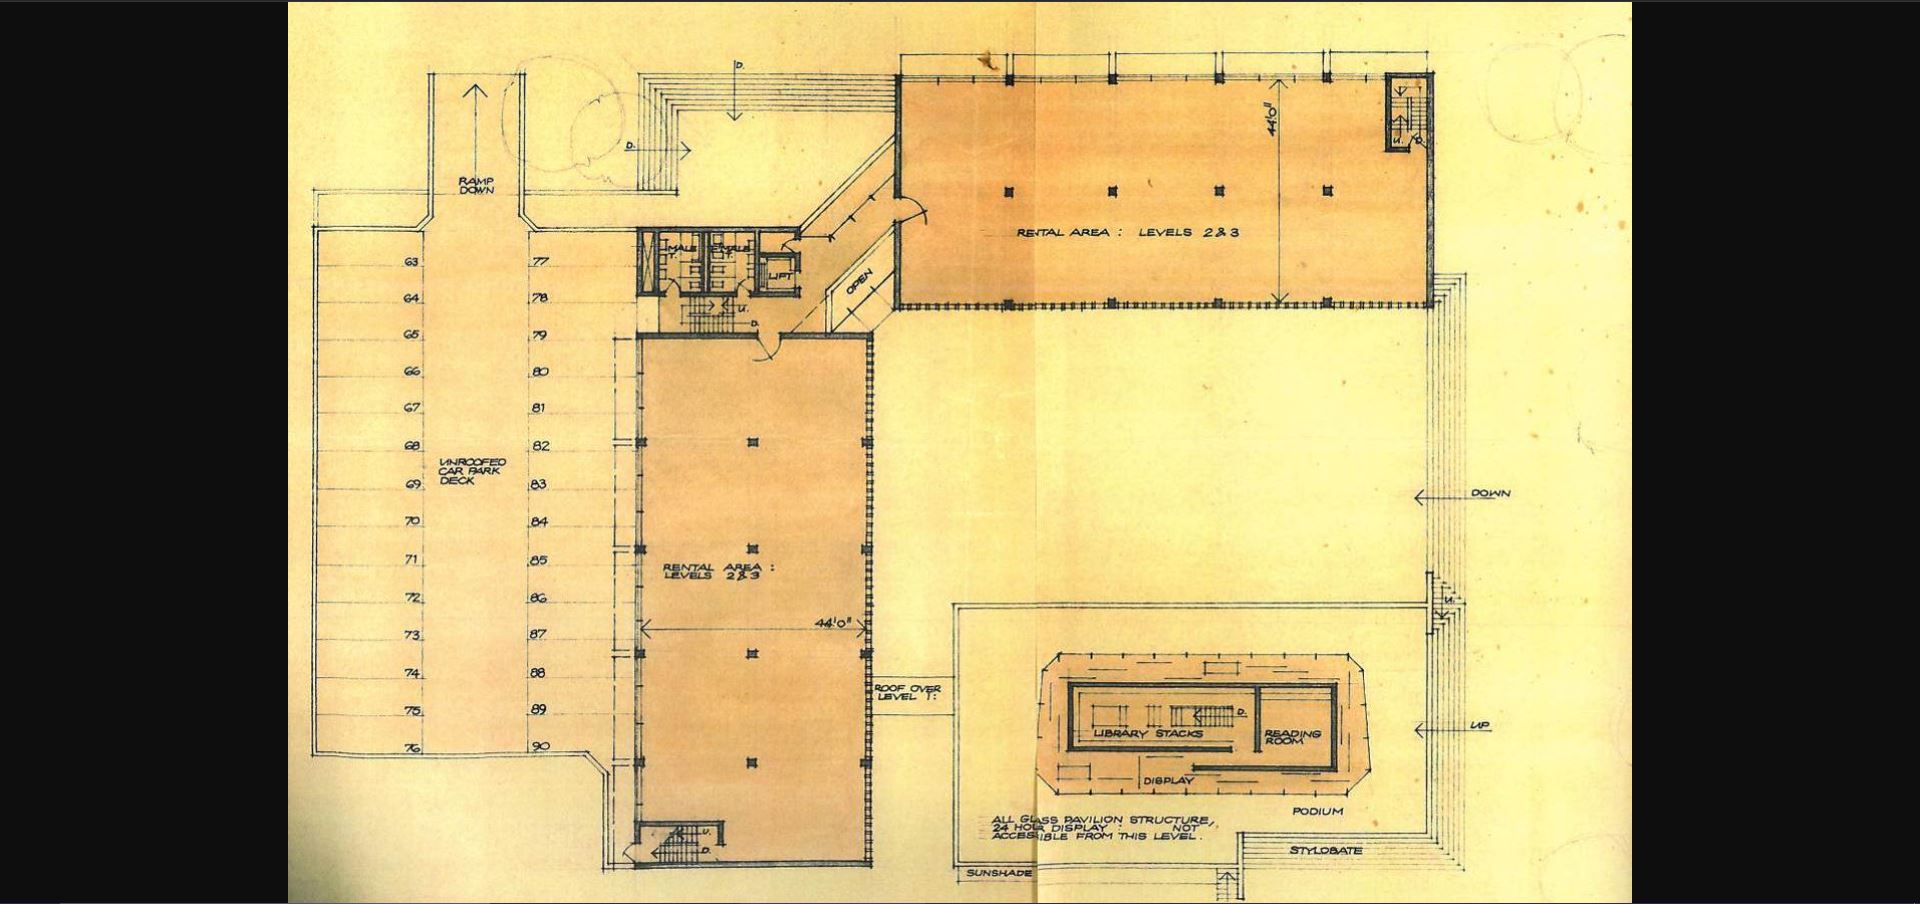 D.
44'0"
D.
U.
D.
RAMP
DOWN
RENTAL AREA : LEVELS 2&3
MALE
T.
FEMALE
T.
LIFT
OPEN
U.
D.
63
77
64
78
65
79
66
80
67
81
68
82
69
83
70
84
71
85
72
86
73
87
74
88
75
89
76
90
UNROOFED
CAR PARK
DECK
DOWN
RENTAL AREA :
LEVELS 2&3
44'0"
U.
ROOF OVER
LEVEL 1:
UP
D.
LIBRARY STACKS
READING
ROOM
DISPLAY
PODIUM
ALL GLASS PAVILION STRUCTURE,
24 HOUR DISPLAY : NOT
ACCESSIBLE FROM THIS LEVEL.
U.
D.
STYLOBATE
SUNSHADE